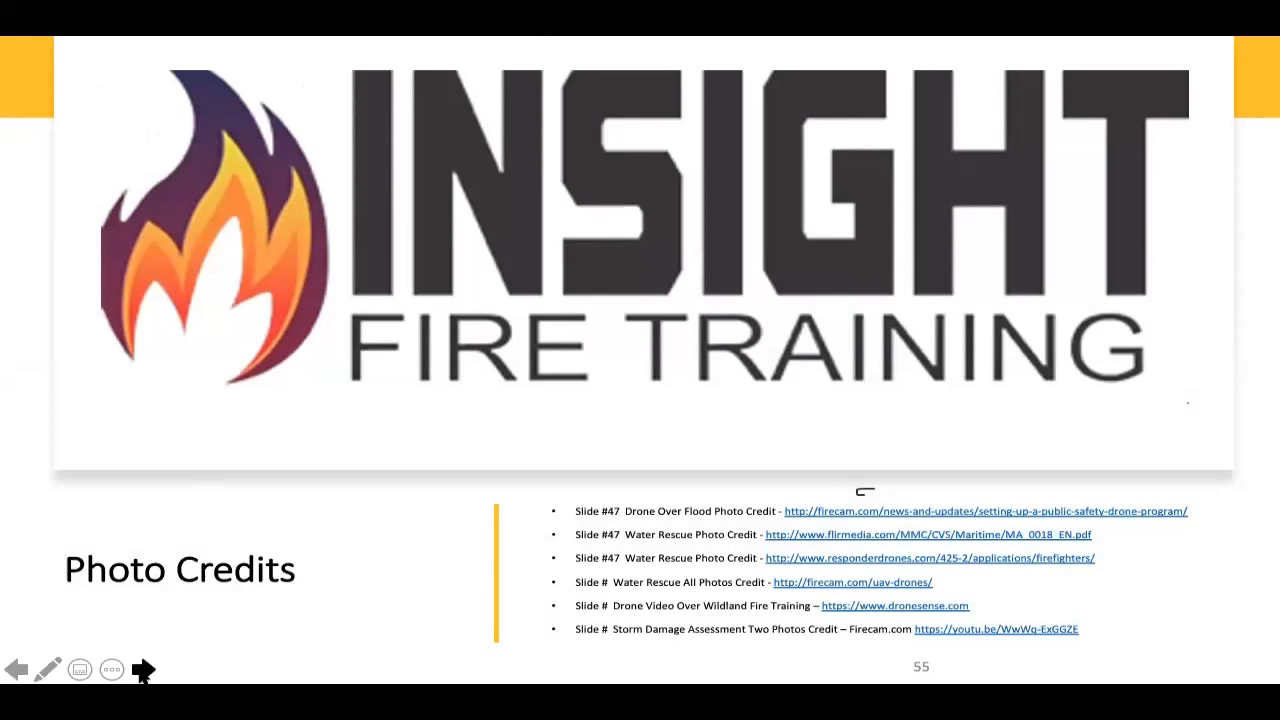 INSIGHT
FIRE TRAINING
Photo Credits
• Slide #47 Drone Over Flood Photo Credit - http://firecam.com/news-and-updates/setting-up-a-public-safety-drone-program/
• Slide #47 Water Rescue Photo Credit - http://www.flirmedia.com/MMC/CVS/Maritime/MA_0018_EN.pdf
• Slide #47 Water Rescue Photo Credit - http://www.responderdrones.com/425-2/applications/firefighters/
• Slide # Water Rescue All Photos Credit - http://firecam.com/uav-drones/
• Slide # Drone Video Over Wildland Fire Training – https://www.dronesense.com
• Slide # Storm Damage Assessment Two Photos Credit – Firecam.com https://youtu.be/WwWq-ExGGZE
55